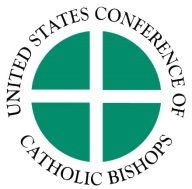 UNITED STATES CONFERENCE OF
CATHOLIC BISHOPS